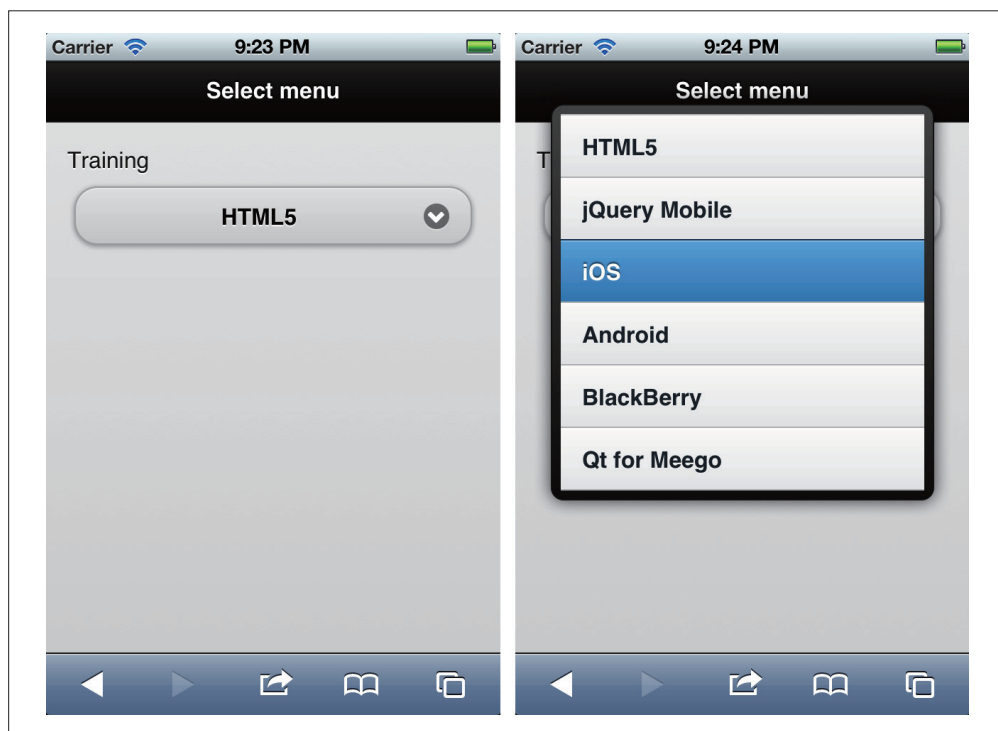 Carrier 9:23 PM
Select menu
Training
HTML5
Carrier 9:24 PM
Select menu
T
HTML5
jQuery Mobile
iOS
Android
BlackBerry
Qt for Meego